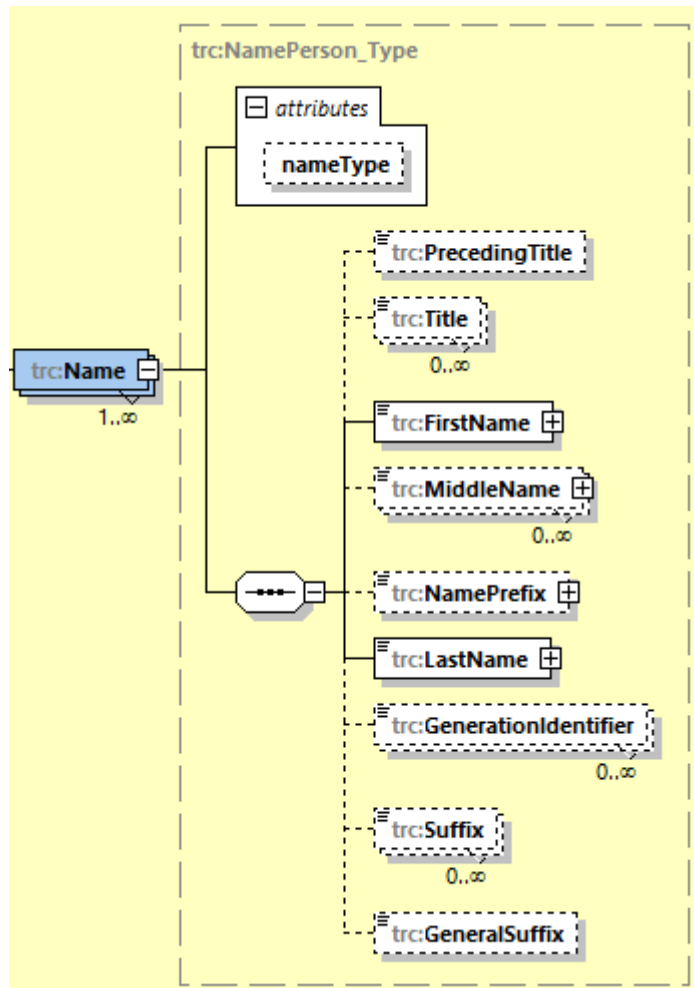 trc:NamePerson_Type
attributes
nameType
trc:PrecedingTitle
trc:Title
0..∞
trc:Name
1..∞
trc:FirstName
trc:MiddleName
0..∞
trc:NamePrefix
trc:LastName
trc:GenerationIdentifier
0..∞
trc:Suffix
0..∞
trc:GeneralSuffix